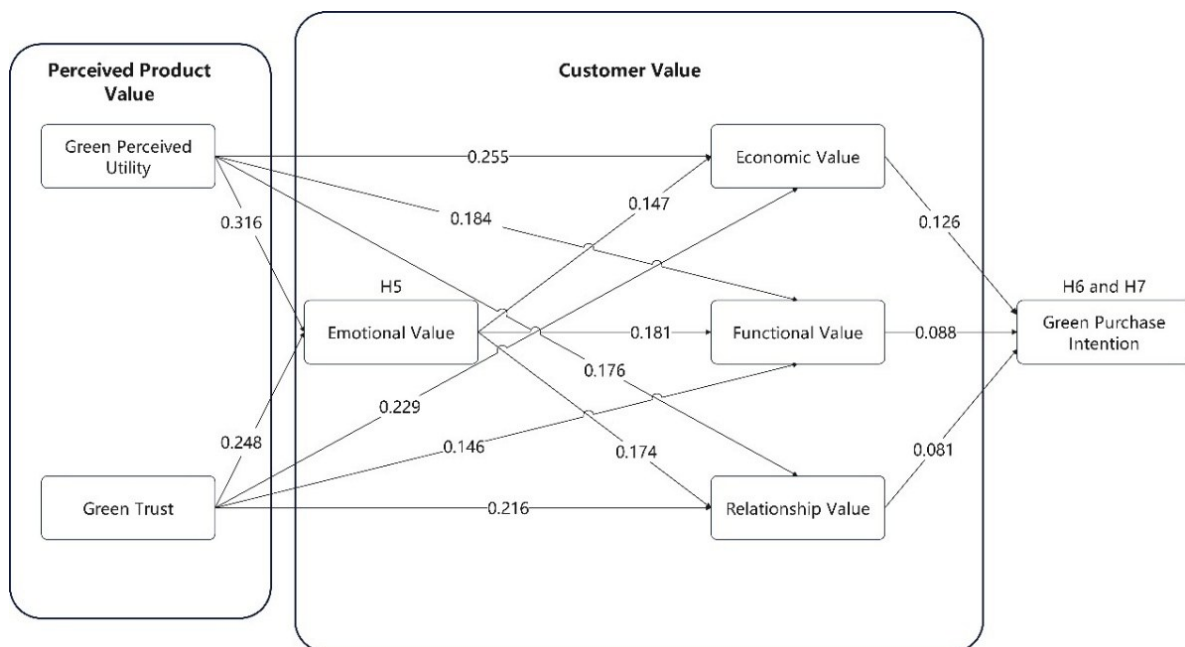 Perceived Product
Value
Customer Value
Green Perceived
Utility
Economic Value
0.255
0.147
0.184
0.316
0.126
H5
H6 and H7
Emotional Value
0.181
Functional Value
0.088
Green Purchase
Intention
0.176
0.229
0.248
0.146
0.174
0.081
Green Trust
0.216
Relationship Value